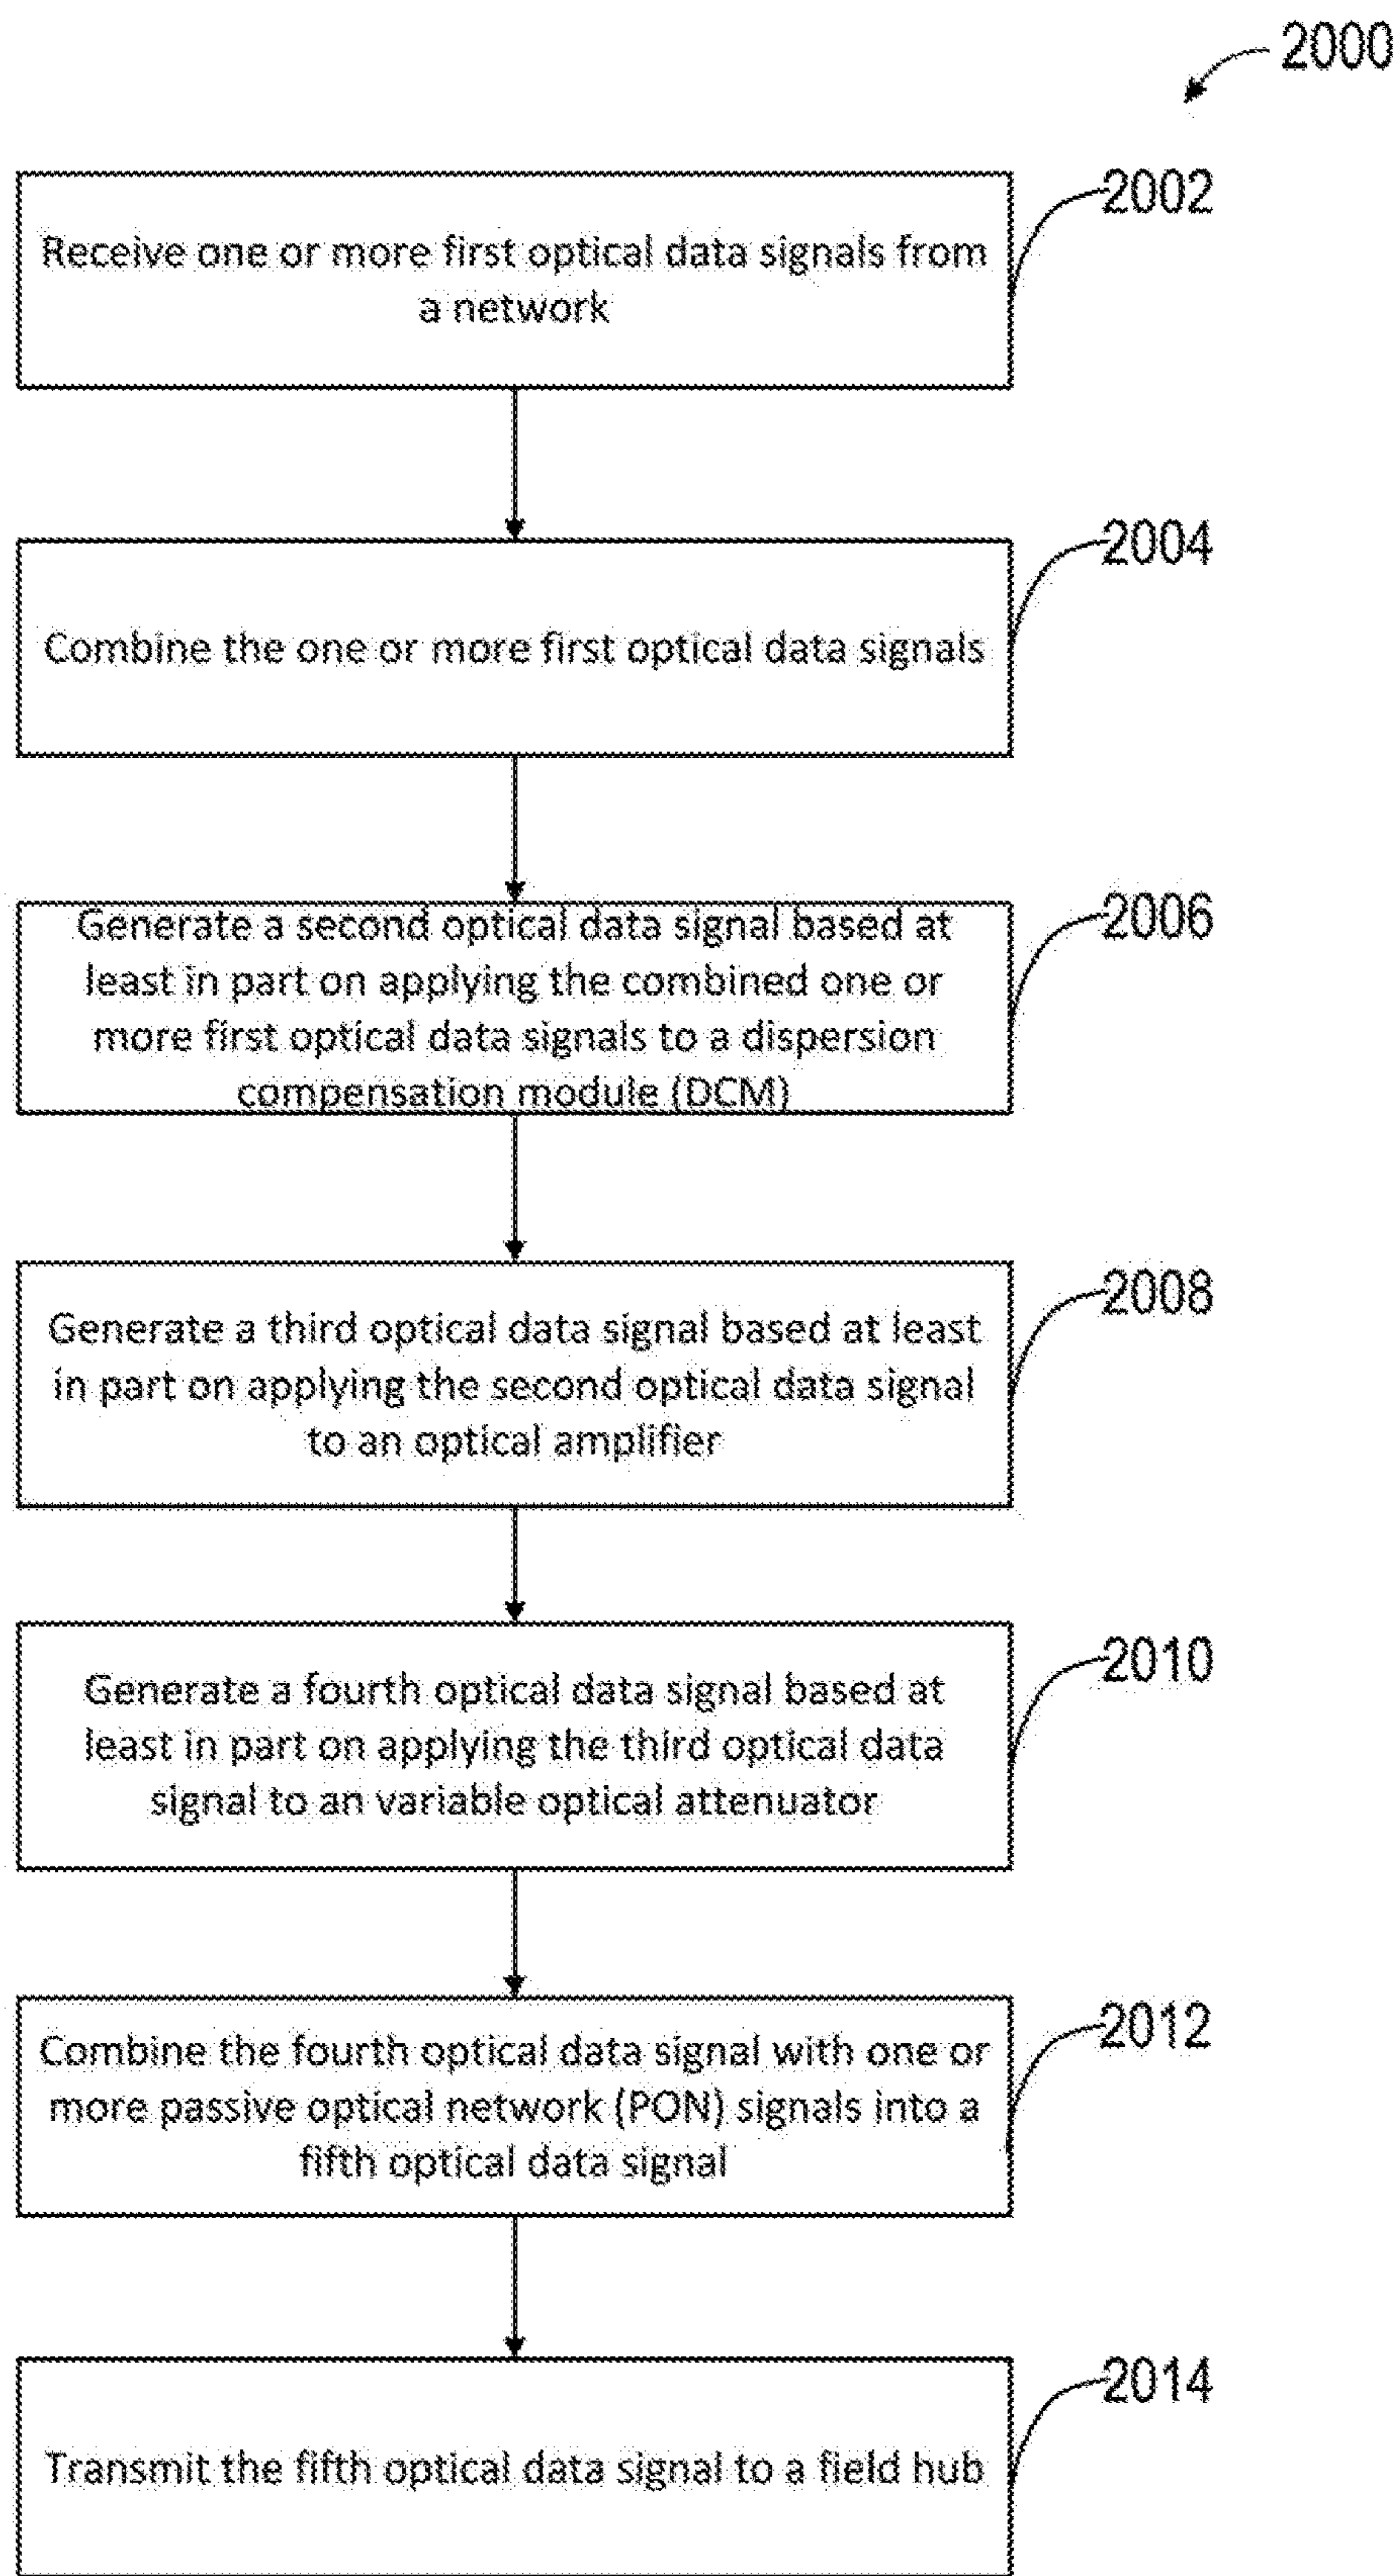 2000
2002
Receive one or more first optical data signals from
a network
2004
Combine the one or more first optical data signals
2006
Generate a second optical data signal based at
least in part on applying the combined one or
more first optical data signals to a dispersion
compensation module (DCM)
2008
Generate a third optical data signal based at least
in part on applying the second optical data signal
to an optical amplifier
2010
Generate a fourth optical data signal based at
least in part on applying the third optical data
signal to an variable optical attenuator
2012
Combine the fourth optical data signal with one or
more passive optical network (PON) signals into a
fifth optical data signal
2014
Transmit the fifth optical data signal to a field hub